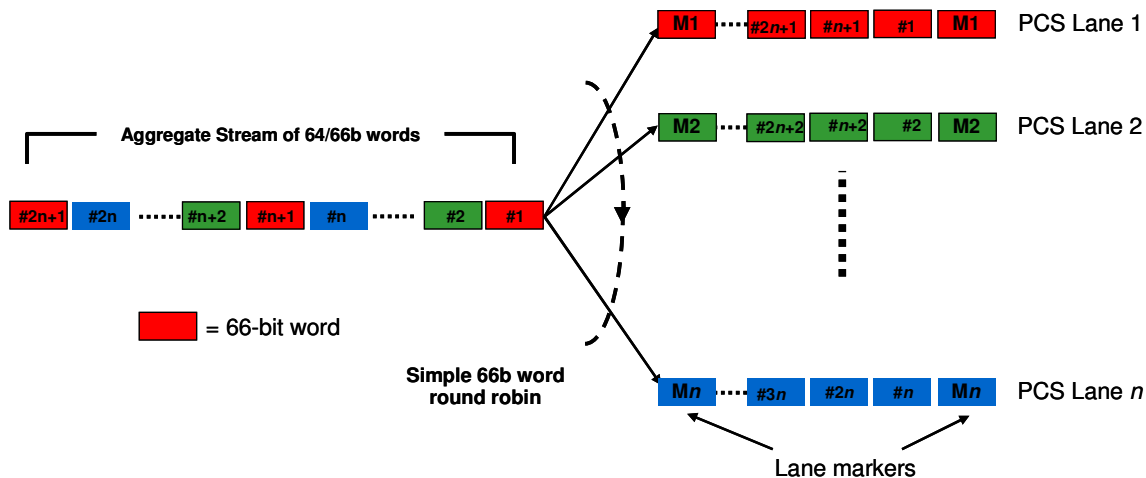 M1 #2n+1 #n+1 #1 M1 PCS Lane 1
M2 #2n+2 #n+2 #2 M2 PCS Lane 2
Aggregate Stream of 64/66b words
#2n+1 #2n #n+2 #n+1 #n #2 #1
= 66-bit word
Simple 66b word
round robin
Mn #3n #2n #n Mn PCS Lane n
Lane markers